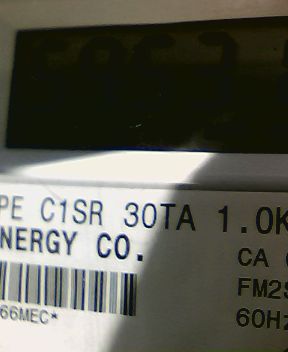 PE C1SR 30TA 1.0K
NERGY CO.
CA
FM2S
66MEC*
60Hz